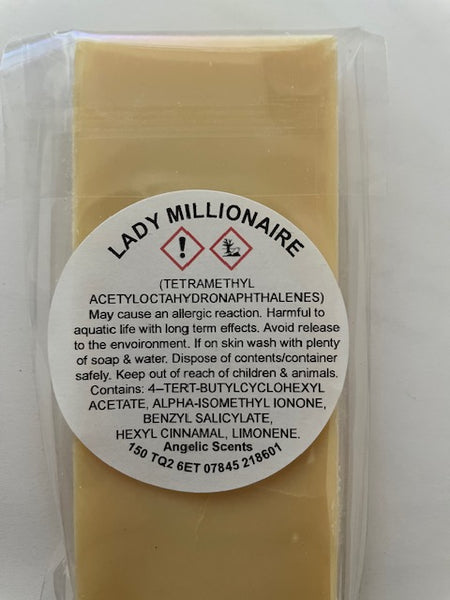 LADY MILLIONAIRE
(TETRAMETHYL
ACETYLOCTAHYDRONAPHTHALENES)
May cause an allergic reaction. Harmful to
aquatic life with long term effects. Avoid release
to the envoironment. If on skin wash with plenty
of soap & water. Dispose of contents/container
safely. Keep out of reach of children & animals.
Contains: 4–TERT-BUTYLCYCLOHEXYL
ACETATE, ALPHA-ISOMETHYL IONONE,
BENZYL SALICYLATE,
HEXYL CINNAMAL, LIMONENE.
Angelic Scents
150 TQ2 6ET 07845 218601